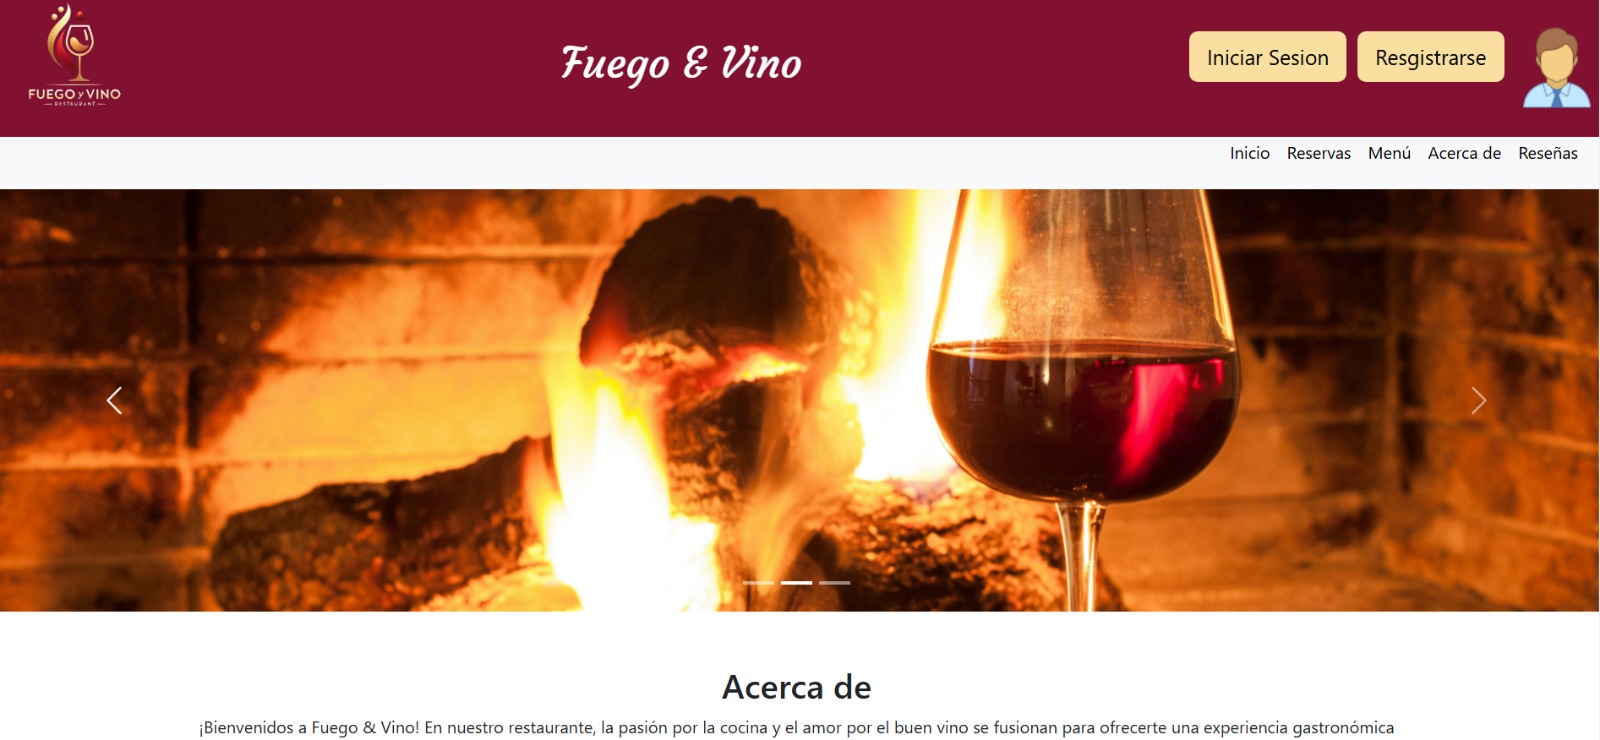 FUEGO y VINO
RESTAURANT
Fuego & Vino
Iniciar Sesion
Resgistrarse
Inicio Reservas Menú Acerca de Reseñas
Acerca de
¡Bienvenidos a Fuego & Vino! En nuestro restaurante, la pasión por la cocina y el amor por el buen vino se fusionan para ofrecerte una experiencia gastronómica